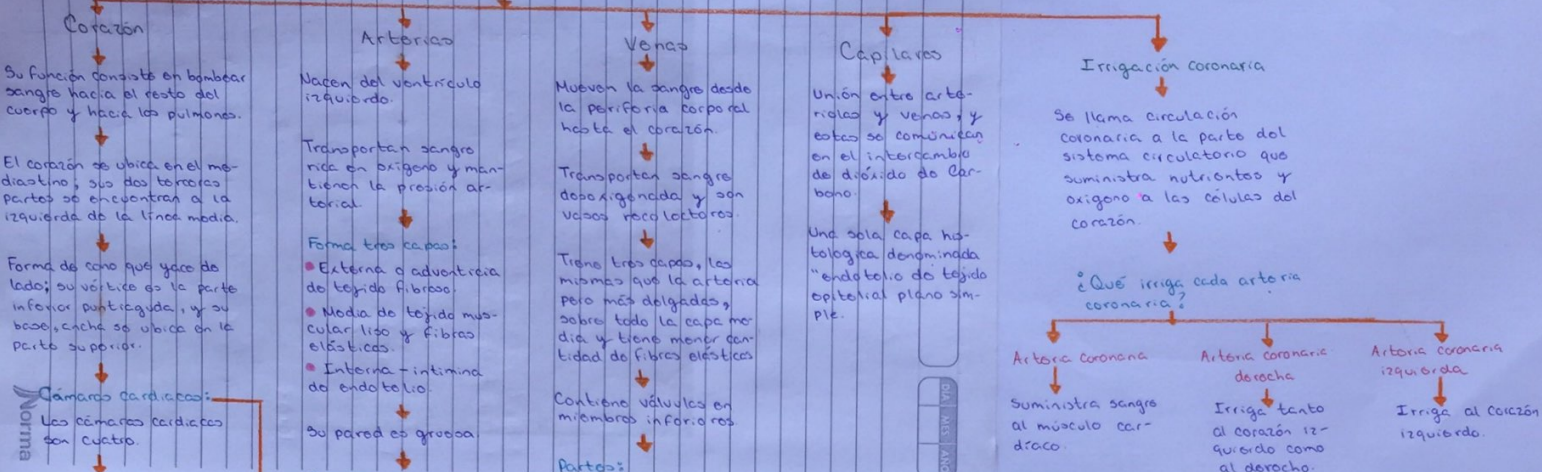 Corazón
Su función consiste en bombear
sangre hacia el resto del
cuerpo y hacia los pulmones.
El corazón se ubica en el me-
diastino, sus dos terceras
partes se encuentran a la
izquierda de la línea media.
Forma de cono que yace de
lado; su vértice es la parte
inferior puntiaguda, y su
base, ancha se ubica en la
parte superior.
Cámaras cardiacas:
Las cámaras cardiacas
son cuatro.
Norma
Arterias
Nacen del ventrículo
izquierdo.
Transportan sangre
rica en oxígeno y man-
tienen la presión ar-
terial.
Forma tres capas:
• Externa o adventicia
de tejido fibroso.
• Media de tejido mus-
cular liso y fibras
elásticas.
• Interna-intimina
de endotelio.
Su pared es gruesa.
Venas
Mueven la sangre desde
la periferia corporal
hasta el corazón.
Transportan sangre
desoxigenada y son
vasos recolectores.
Tiene tres capas, las
mismas que la arteria
pero más delgadas,
sobre todo la capa me-
dia y tiene menor can-
tidad de fibras elásticas
Contiene válvulas en
miembros inferiores.
Partes:
Capilares
Unión entre arte-
riolas y venas, y
estas se comunican
en el intercambio
de dióxido de car-
bono.
Una sola capa his-
tologica denominada
"endotelio de tejido
epiterial plano sim-
ple.
DIA MES AÑO
Irrigación coronaria
Se llama circulación
coronaria a la parte del
sistema circulatorio que
suministra nutrientes y
oxigeno a las células del
corazón.
¿Qué irriga cada arteria
coronaria?
Arteria coronaria
Suministra sangre
al músculo car-
díaco.
Arteria coronaria
derecha
Irriga tanto
al corazón iz-
quierdo como
al derecho.
Arteria coronaria
izquierda
Irriga al corazón
izquierdo.